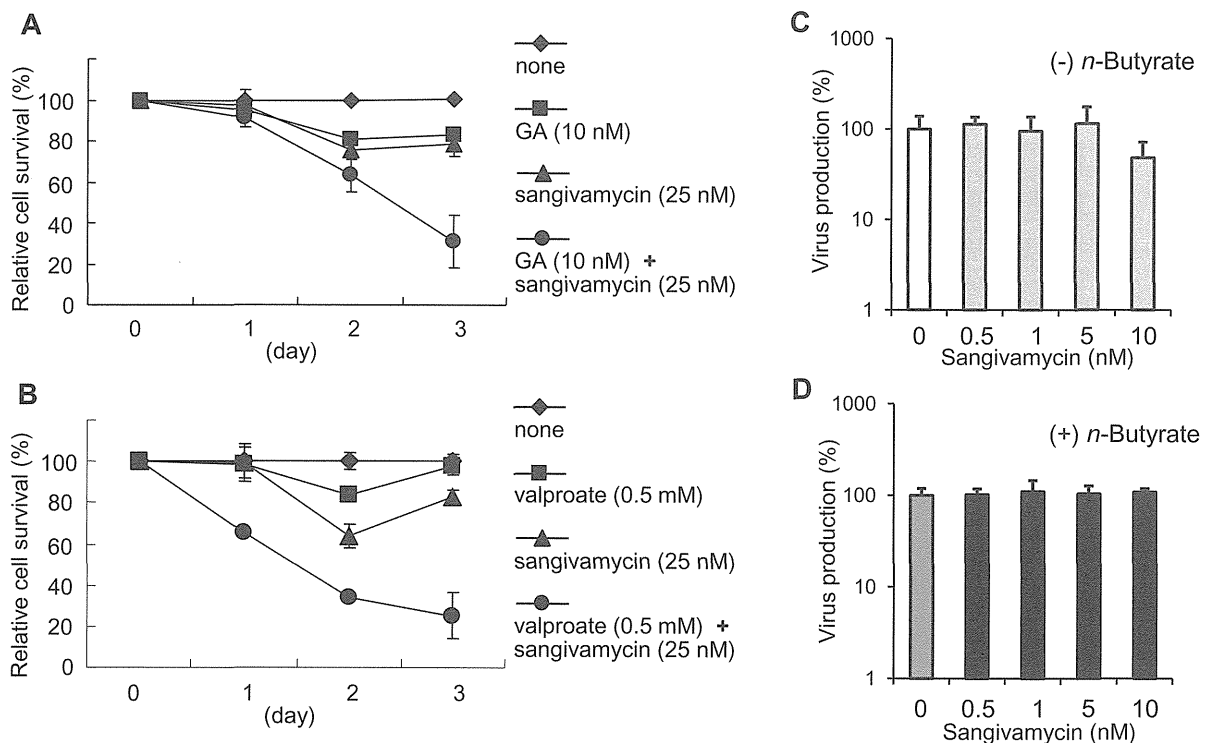 A
Relative cell survival (%)
100
80
60
40
20
0
0 1 2 3
(day)
none
GA (10 nM)
sangivamycin (25 nM)
GA (10 nM) +
sangivamycin (25 nM)
B
Relative cell survival (%)
100
80
60
40
20
0
0 1 2 3
(day)
none
valproate (0.5 mM)
sangivamycin (25 nM)
valproate (0.5 mM) +
sangivamycin (25 nM)
C
Virus production (%)
1000
100
10
1
(-) n-Butyrate
0 0.5 1 5 10
Sangivamycin (nM)
D
Virus production (%)
1000
100
10
1
(+) n-Butyrate
0 0.5 1 5 10
Sangivamycin (nM)